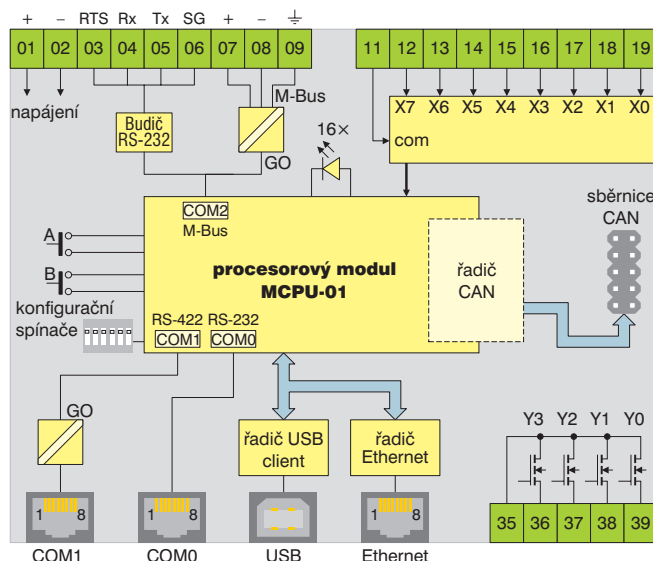 + − RTS Rx Tx SG + −
01 02 03 04 05 06 07 08 09
11 12 13 14 15 16 17 18 19
napájení
Budič
RS-232
M-Bus
GO
16×
X7 X6 X5 X4 X3 X2 X1 X0
com
sběrnice
CAN
COM2
M-Bus
A
B
procesorový modul
MCPU-01
řadič
CAN
konfigurační
spínače
RS-422 RS-232
COM1 COM0
GO
řadič USB
client
řadič
Ethernet
Y3 Y2 Y1 Y0
35 36 37 38 39
1 8
1 8
1 8
COM1 COM0 USB Ethernet